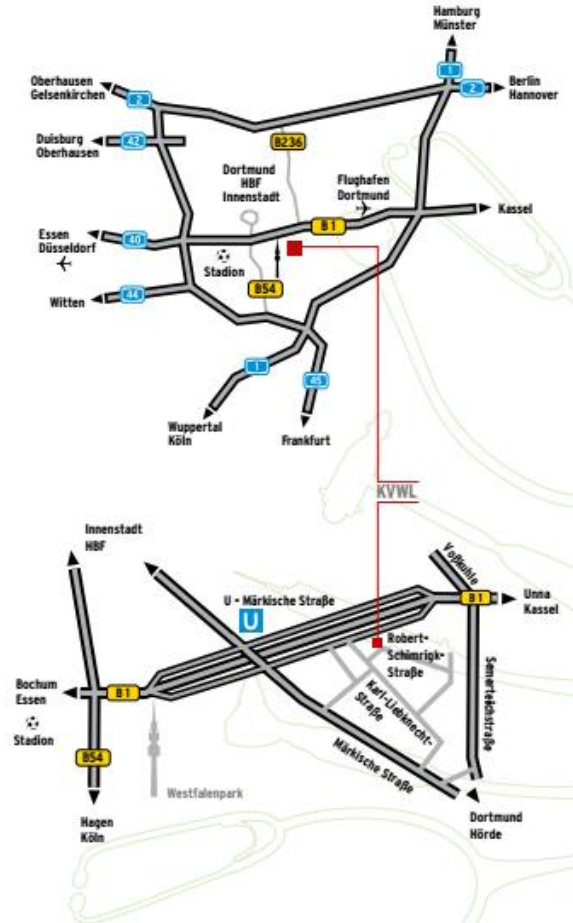 Hamburg
Münster
1
Oberhausen
Gelsenkirchen
2
2
Berlin
Hannover
Duisburg
Oberhausen
42
B236
Dortmund
HBF
Innenstadt
Flughafen
Dortmund
Kassel
B1
Essen
Düsseldorf
40
Stadion
Witten
44
B54
1
45
Wuppertal
Köln
Frankfurt
KVWL
Innenstadt
HBF
Voßkuhle
U - Märkische Straße
U
B1
Unna
Kassel
Robert-
Schimrigk-
Straße
Karl-Liebknecht-
Straße
Semerteichstraße
Bochum
Essen
B1
Stadion
B54
Märkische Straße
Westfalenpark
Hagen
Köln
Dortmund
Hörde